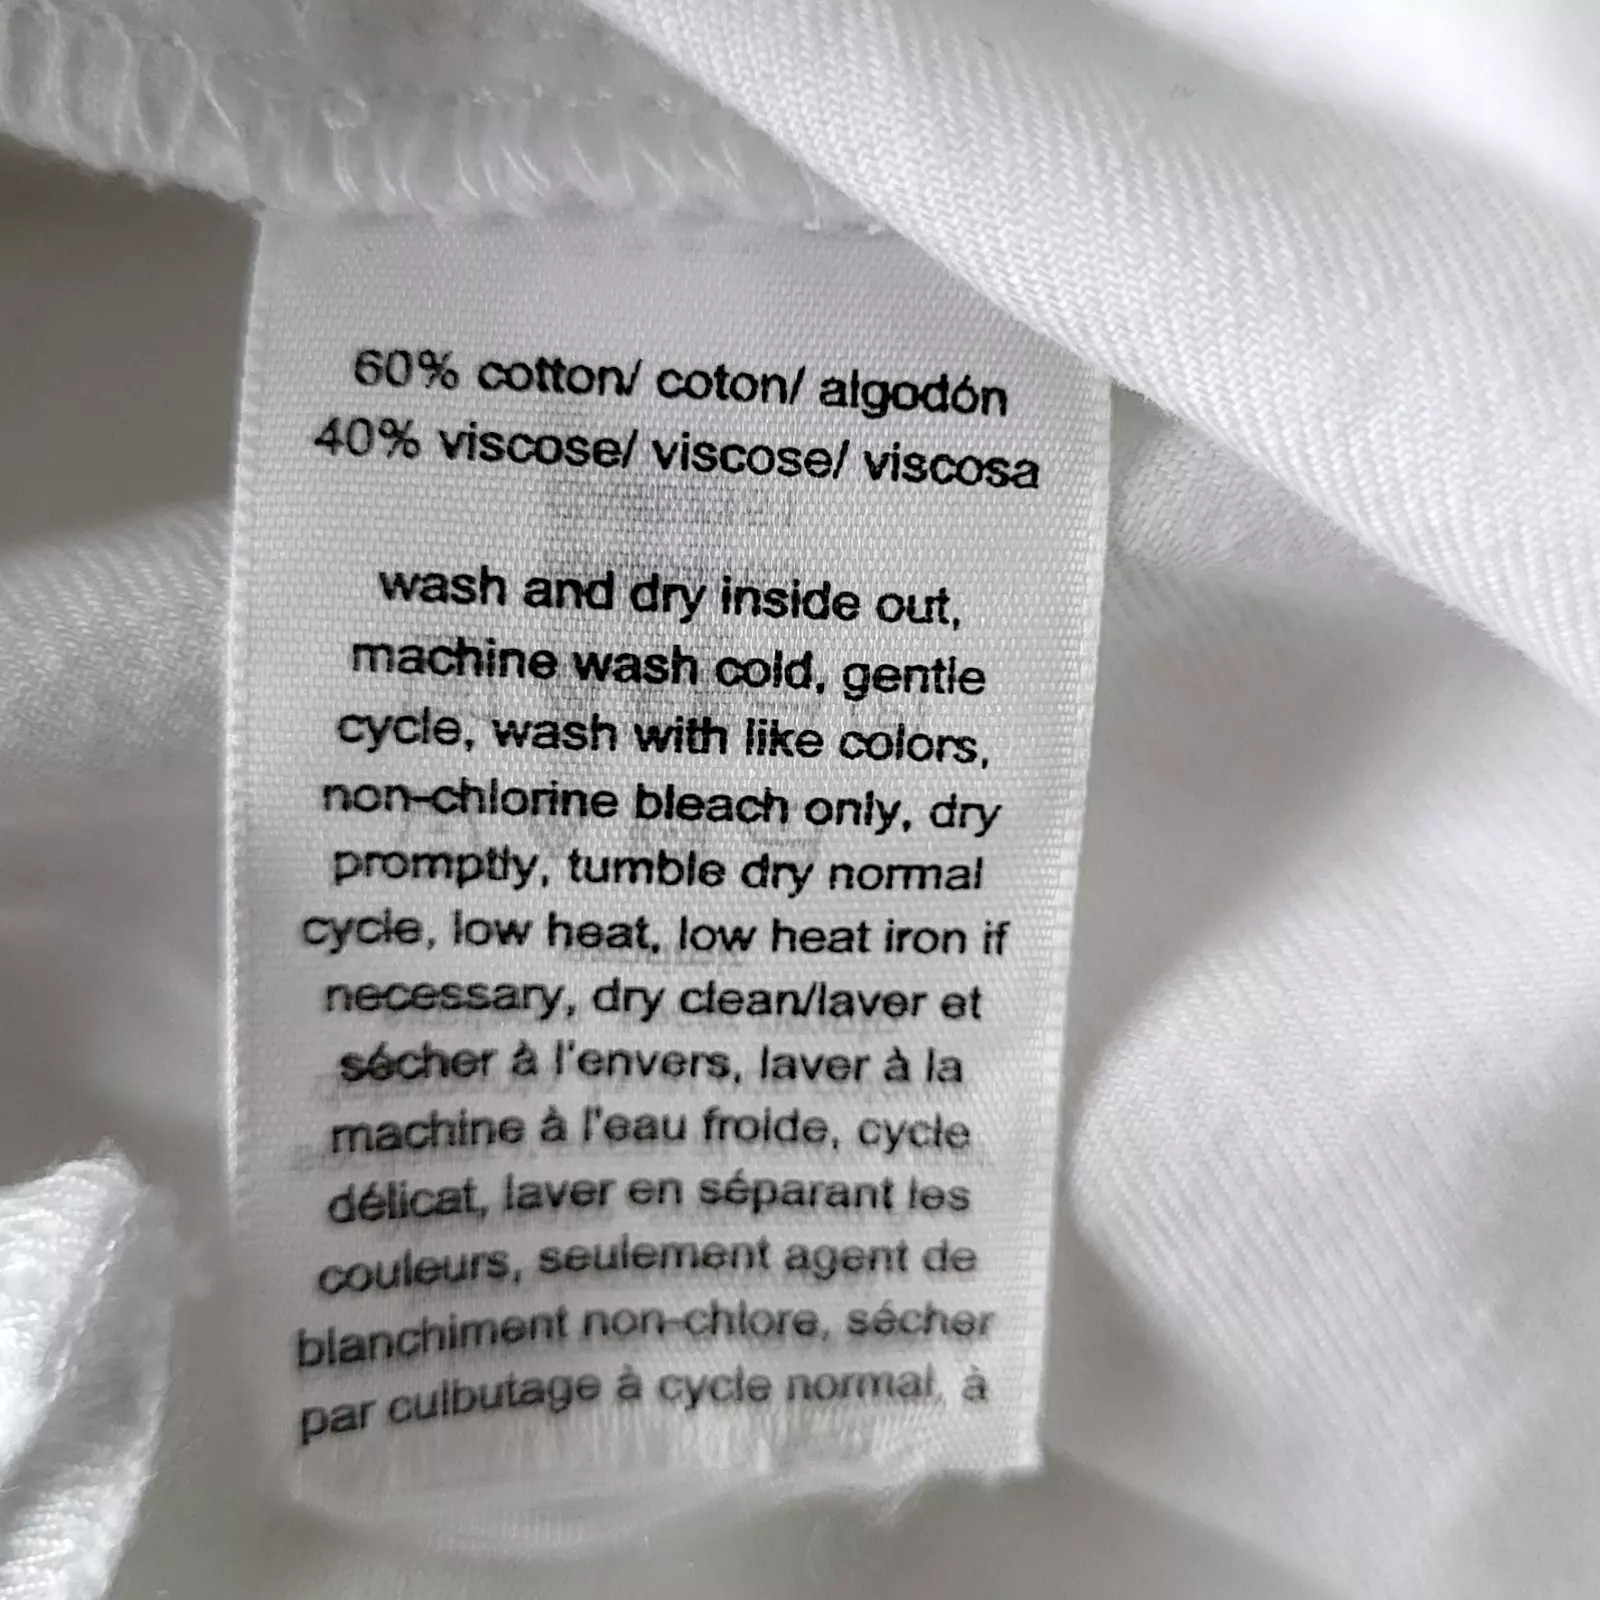 60% cotton/ coton/ algodón
40% viscose/ viscose/ viscosa
wash and dry inside out,
machine wash cold, gentle
cycle, wash with like colors,
non-chlorine bleach only, dry
promptly, tumble dry normal
cycle, low heat, low heat iron if
necessary, dry clean/laver et
sécher à l'envers, laver à la
machine à l'eau froide, cycle
délicat, laver en séparant les
couleurs, seulement agent de
blanchiment non-chlore, sécher
par culbutage à cycle normal, à